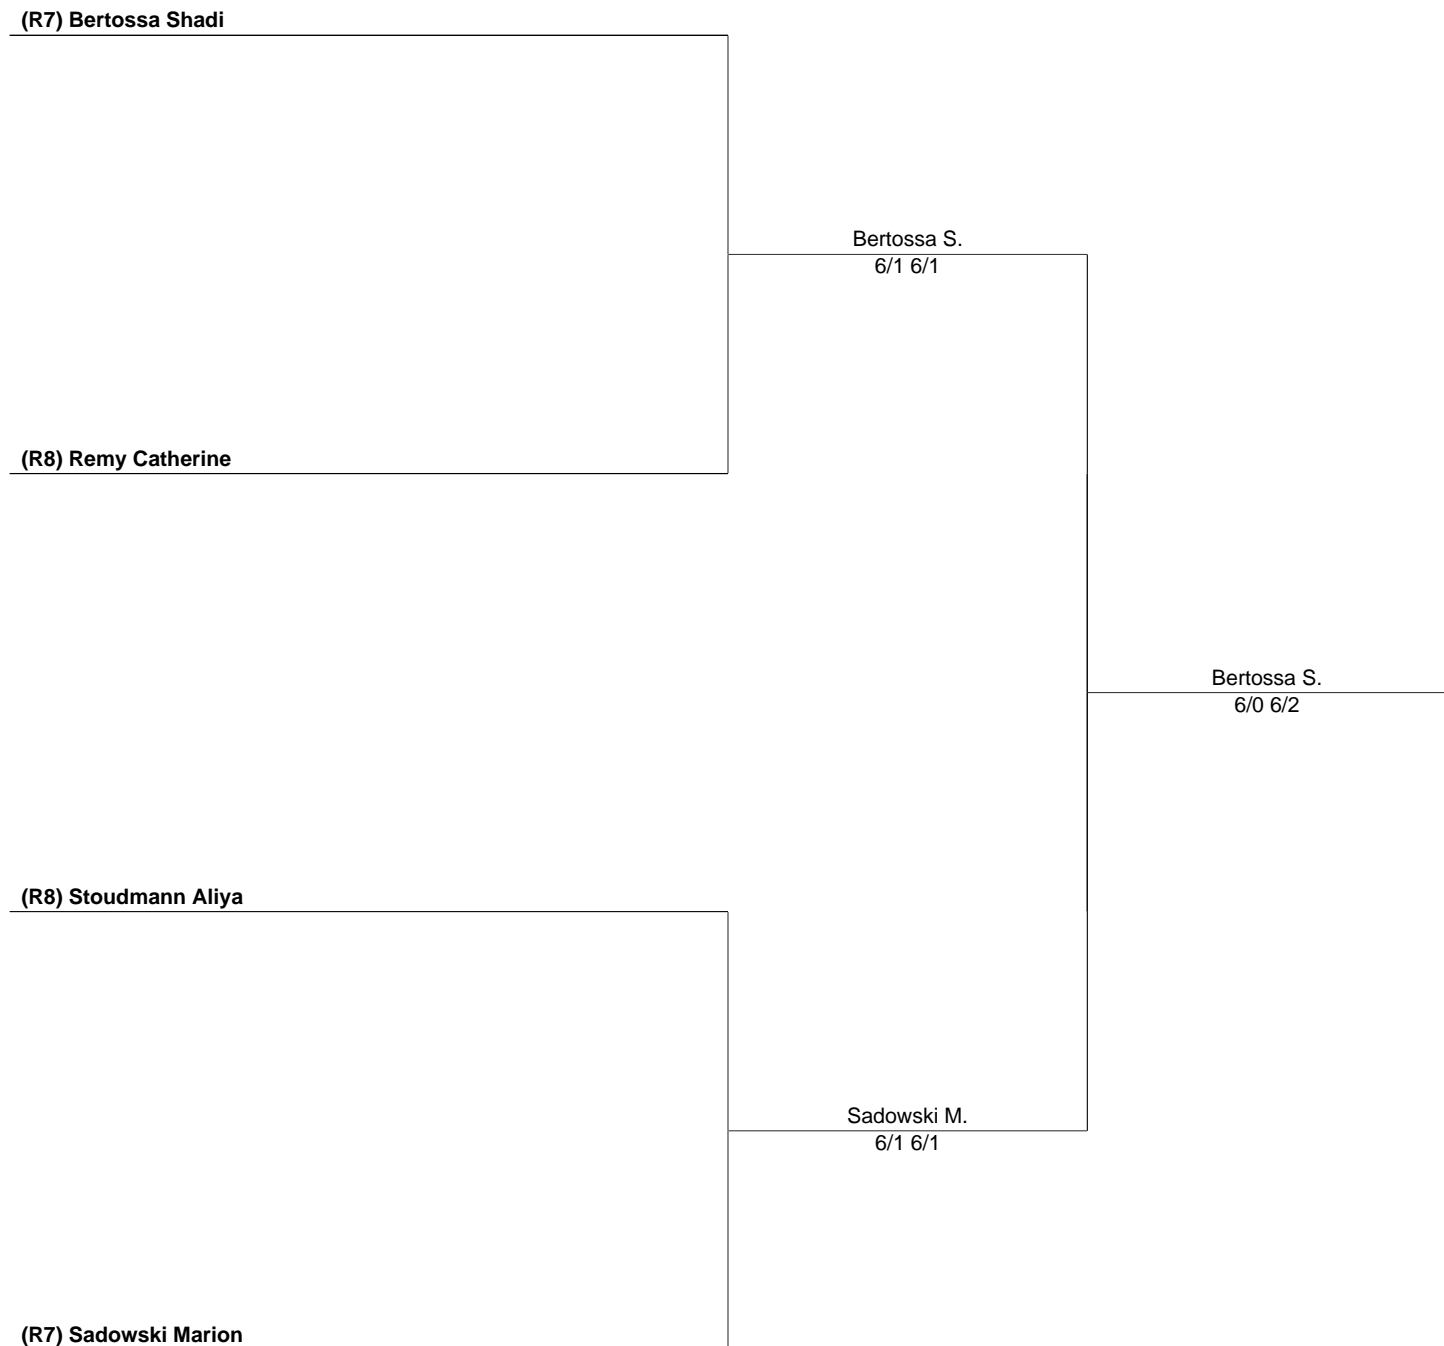 (R7) Bertossa Shadi
Bertossa S.
6/1 6/1
(R8) Remy Catherine
Bertossa S.
6/0 6/2
(R8) Stoudmann Aliya
Sadowski M.
6/1 6/1
(R7) Sadowski Marion